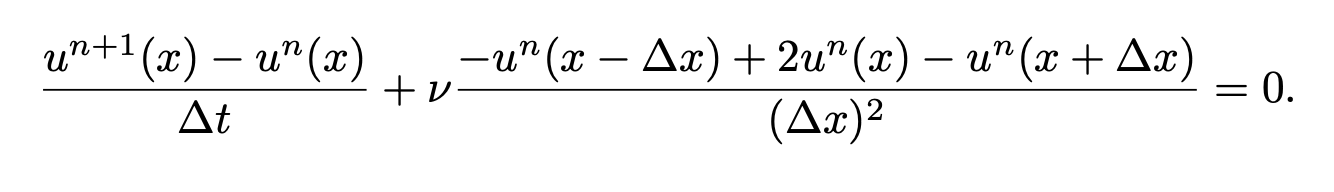 \frac{u^{n+1}(x) - u^n(x)}{\Delta t} + \nu \frac{-u^n(x - \Delta x) + 2u^n(x) - u^n(x + \Delta x)}{(\Delta x)^2} = 0.